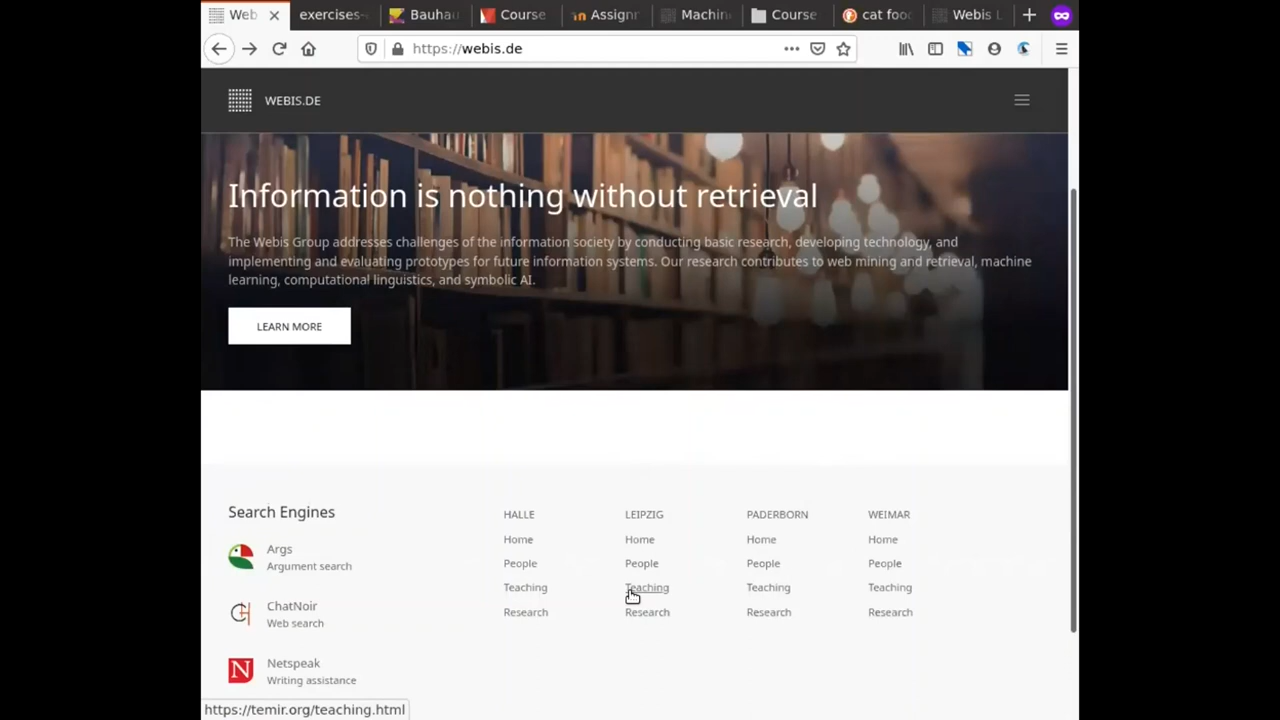 Web
exercises-
Bauhau
Course
Assignn
Machin
Course
cat foo
Webis
https://webis.de
WEBIS.DE
Information is nothing without retrieval
The Webis Group addresses challenges of the information society by conducting basic research, developing technology, and
implementing and evaluating prototypes for future information systems. Our research contributes to web mining and retrieval, machine
learning, computational linguistics, and symbolic AI.
LEARN MORE
Search Engines
Args
Argument search
ChatNoir
Web search
Netspeak
Writing assistance
HALLE
Home
People
Teaching
Research
LEIPZIG
Home
People
Teaching
Research
PADERBORN
Home
People
Teaching
Research
WEIMAR
Home
People
Teaching
Research
https://temir.org/teaching.html